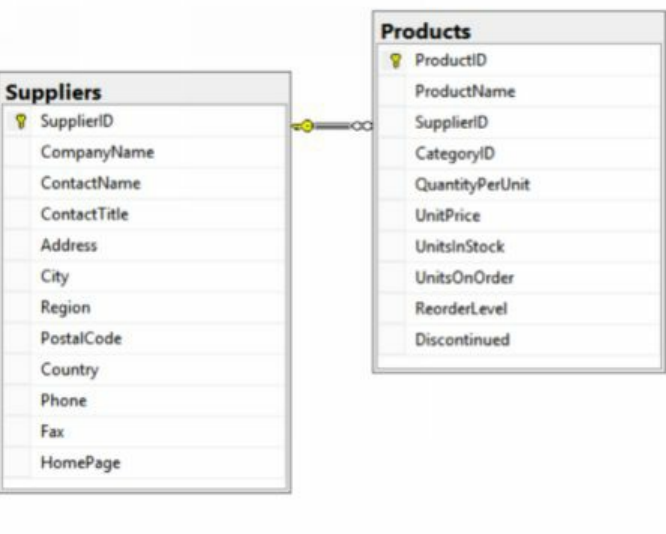 Suppliers
SupplierID
CompanyName
ContactName
ContactTitle
Address
City
Region
PostalCode
Country
Phone
Fax
HomePage
Products
ProductID
ProductName
SupplierID
CategoryID
QuantityPerUnit
UnitPrice
UnitsInStock
UnitsOnOrder
ReorderLevel
Discontinued